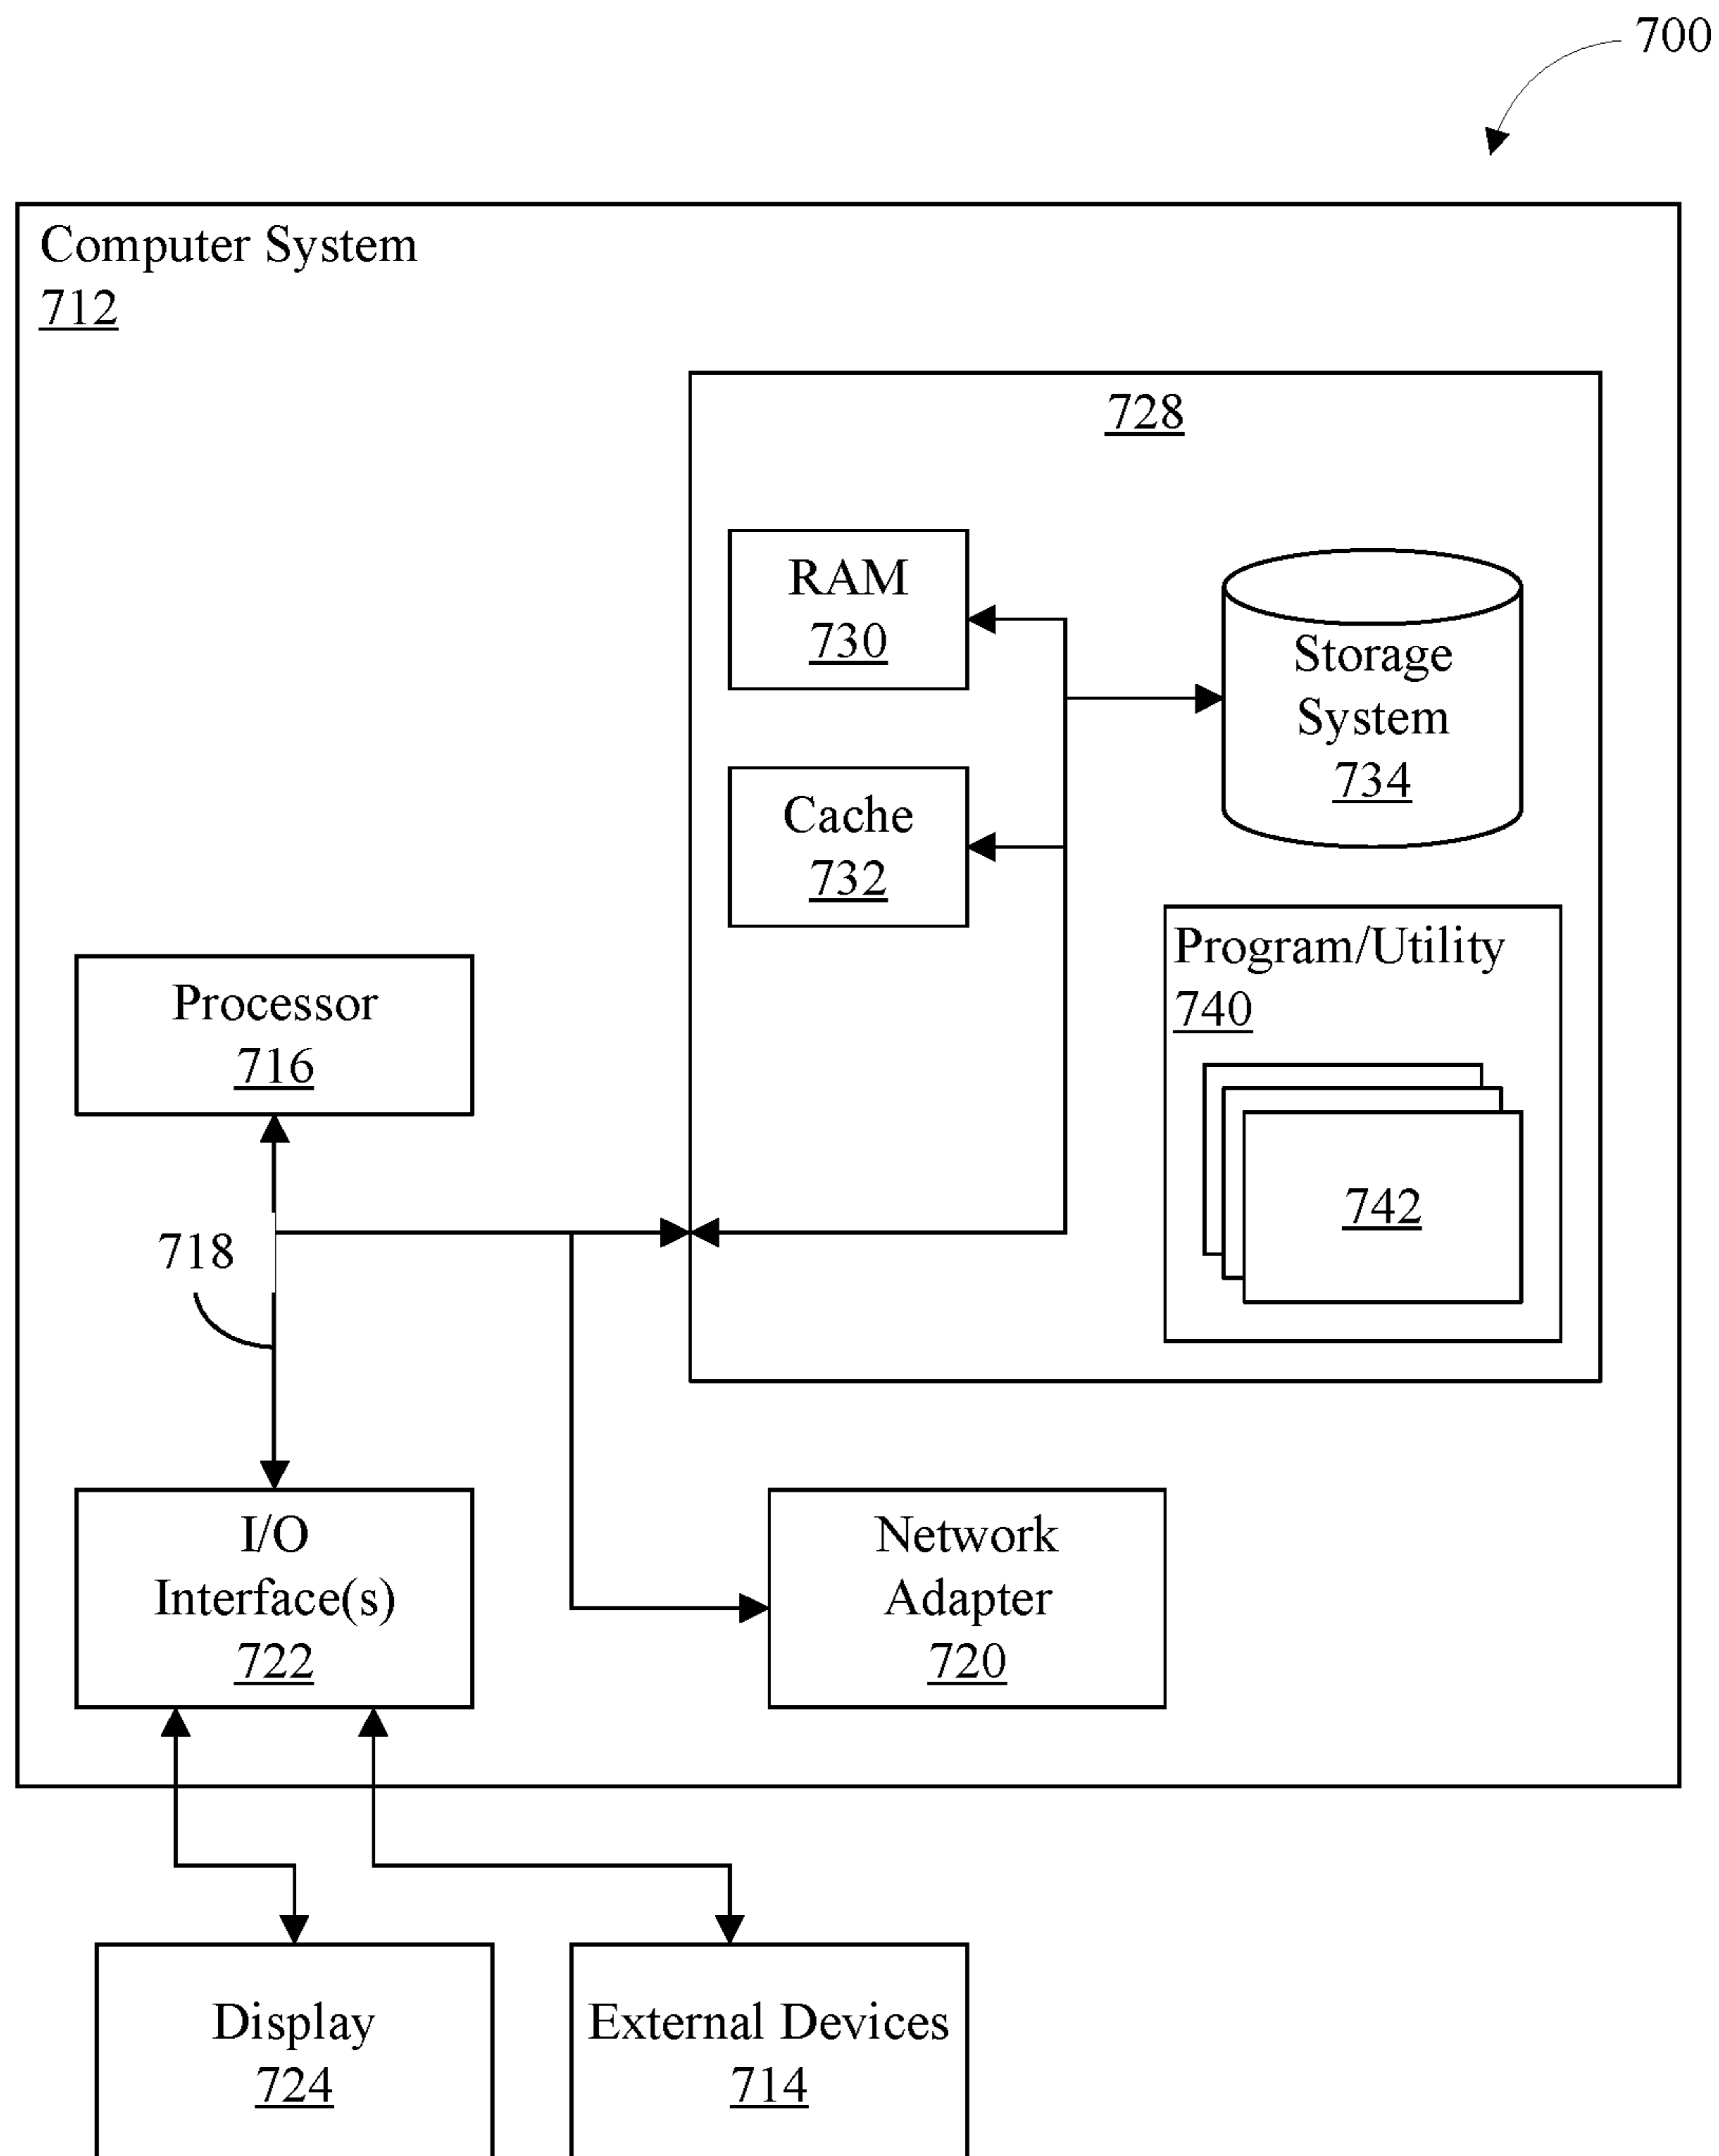 700
Computer System
712
728
RAM
730
Storage
System
734
Cache
732
Program/Utility
740
Processor
716
742
718
I/O
Interface(s)
722
Network
Adapter
720
Display
724
External Devices
714